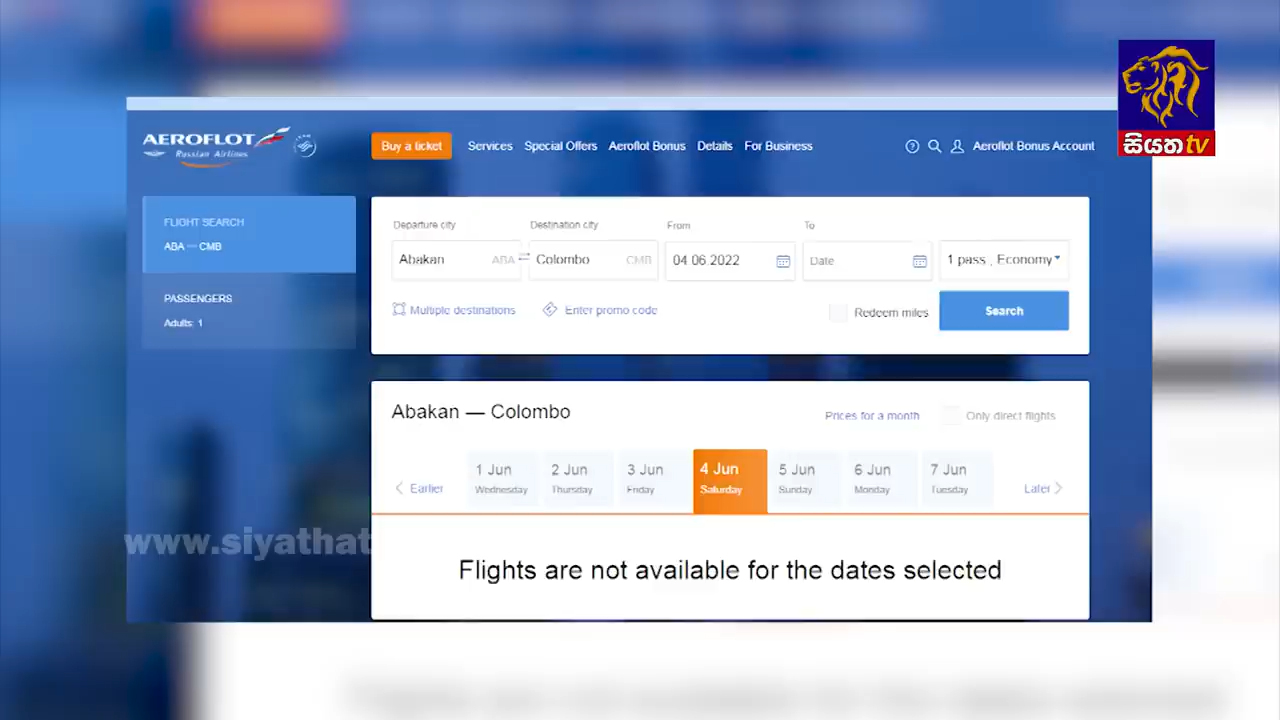 සියත tv
AEROFLOT
Russian Airlines
Buy a ticket
Services
Special Offers
Aeroflot Bonus
Details
For Business
Aeroflot Bonus Account
FLIGHT SEARCH
ABA — CMB
PASSENGERS
Adults: 1
Departure city
Destination city
From
To
Abakan ABA
Colombo CMB
04.06.2022
Date
1 pass., Economy
Multiple destinations
Enter promo code
Redeem miles
Search
Abakan — Colombo
Prices for a month
Only direct flights
Earlier
1 Jun
Wednesday
2 Jun
Thursday
3 Jun
Friday
4 Jun
Saturday
5 Jun
Sunday
6 Jun
Monday
7 Jun
Tuesday
Later
www.siyathat
Flights are not available for the dates selected